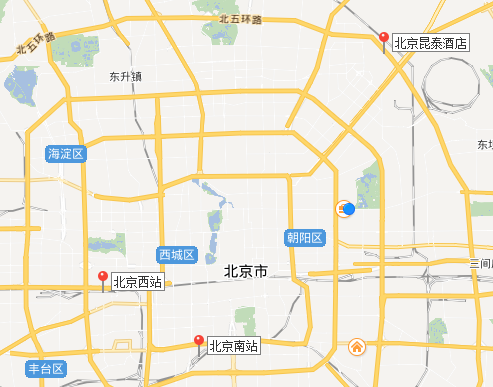 北五环路
北五环路
北京昆泰酒店
东升镇
海淀区
东坝
朝阳区
西城区
三间房
北京市
北京西站
北京南站
丰台区